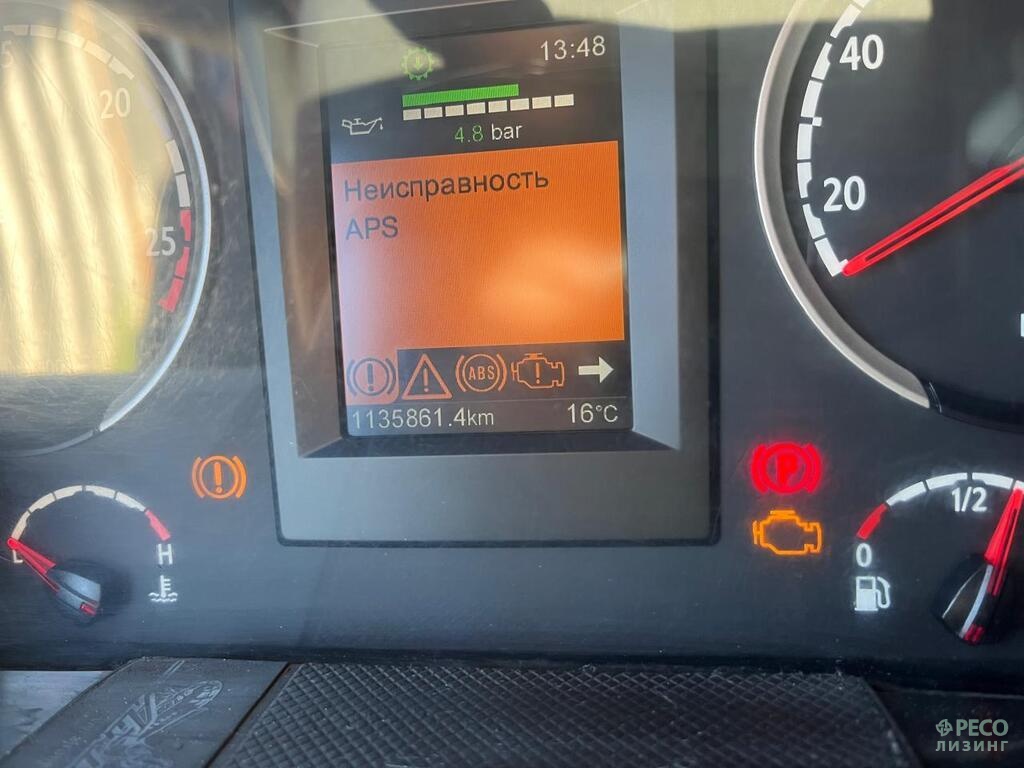 13:48
4.8 bar
Неисправность
APS
ABS
1135861.4km
16°C
20
25
40
20
P
H
0
1/2
РЕСО
ЛИЗИНГ